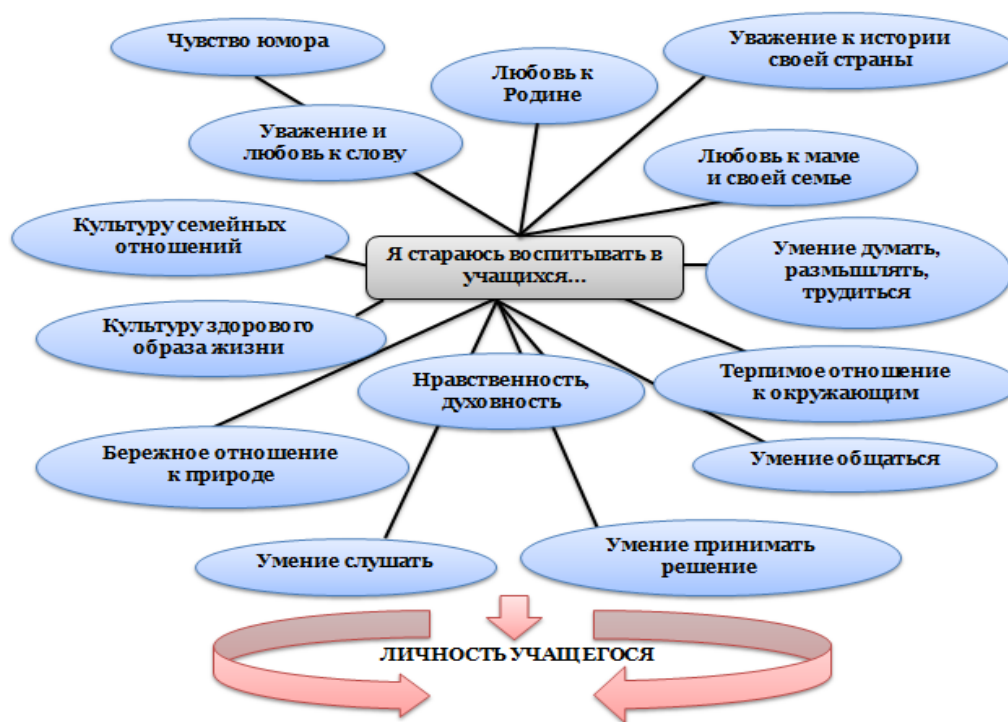 Чувство юмора
Уважение к истории
своей страны
Любовь к
Родине
Уважение и
любовь к слову
Любовь к маме
и своей семье
Культуру семейных
отношений
Я стараюсь воспитывать в
учащихся...
Умение думать,
размышлять,
трудиться
Культуру здорового
образа жизни
Нравственность,
духовность
Терпимое отношение
к окружающим
Бережное отношение
к природе
Умение общаться
Умение слушать
Умение принимать
решение
ЛИЧНОСТЬ УЧАЩЕГОСЯ